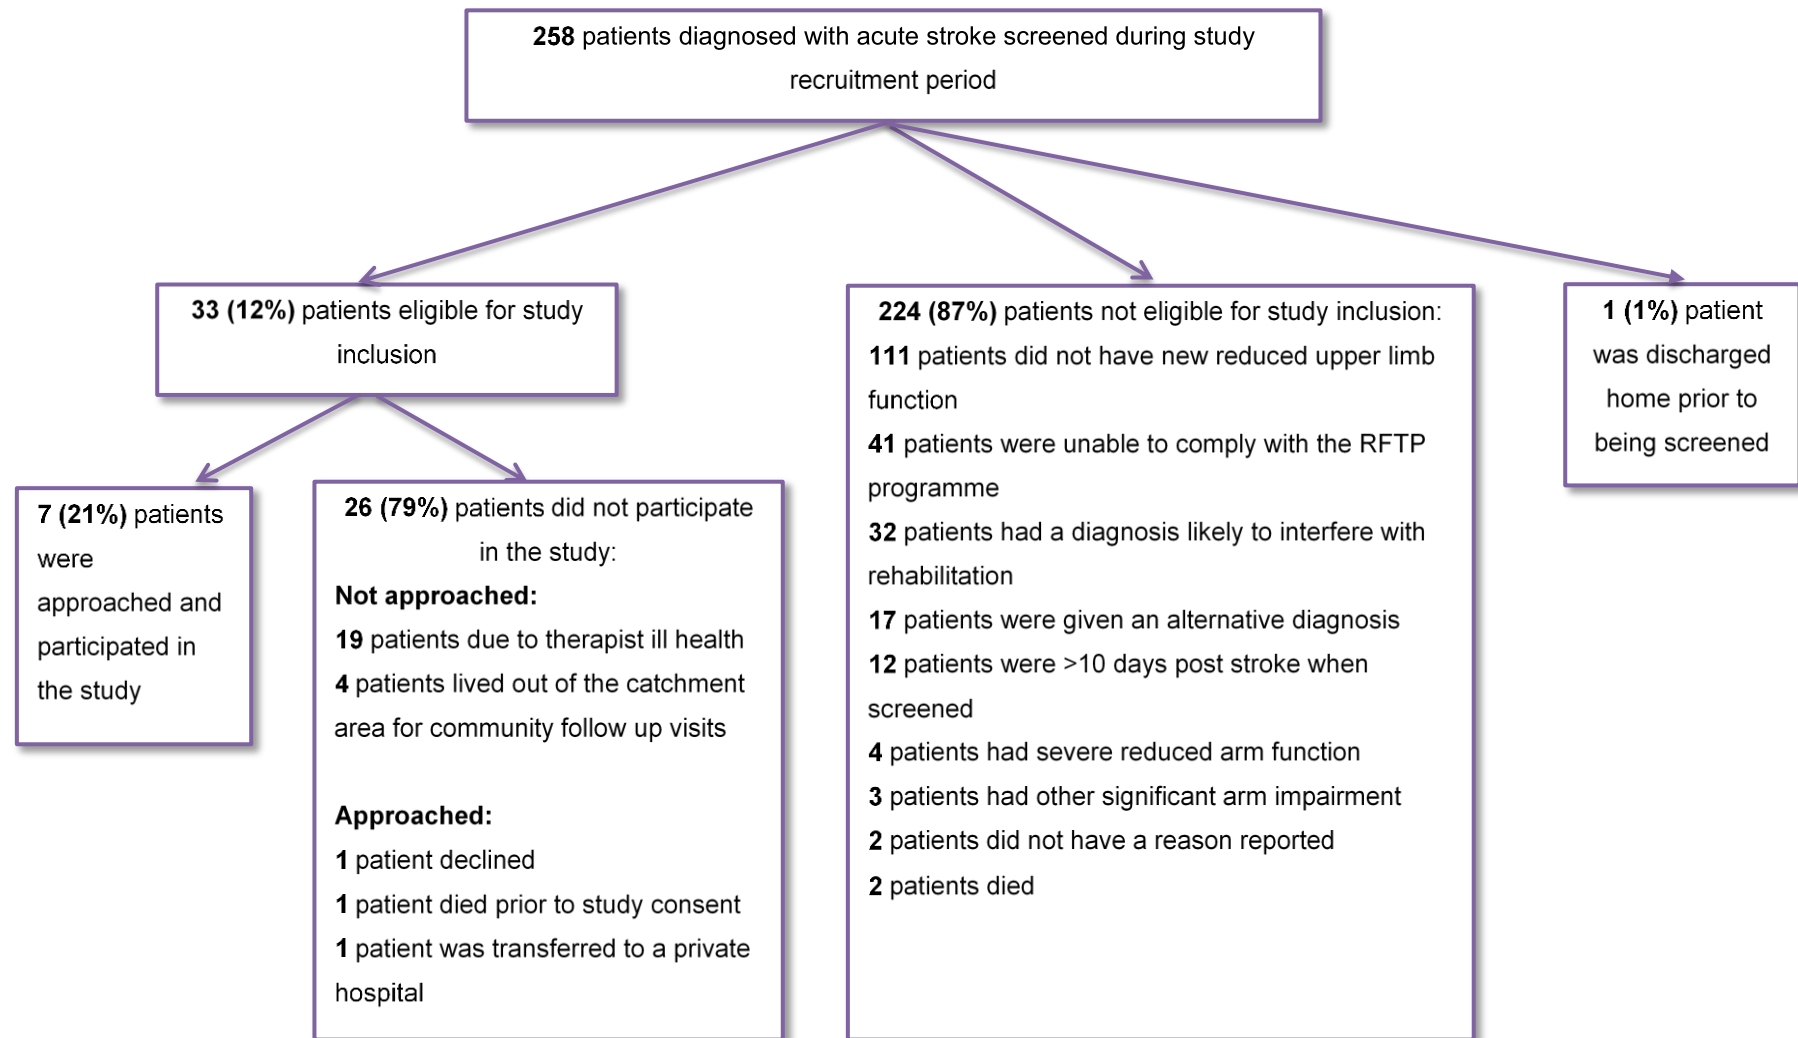 258 patients diagnosed with acute stroke screened during study
recruitment period
33 (12%) patients eligible for study
inclusion
7 (21%) patients
were
approached and
participated in
the study
26 (79%) patients did not participate
in the study:
Not approached:
19 patients due to therapist ill health
4 patients lived out of the catchment
area for community follow up visits
Approached:
1 patient declined
1 patient died prior to study consent
1 patient was transferred to a private
hospital
224 (87%) patients not eligible for study inclusion:
111 patients did not have new reduced upper limb
function
41 patients were unable to comply with the RFTP
programme
32 patients had a diagnosis likely to interfere with
rehabilitation
17 patients were given an alternative diagnosis
12 patients were >10 days post stroke when
screened
4 patients had severe reduced arm function
3 patients had other significant arm impairment
2 patients did not have a reason reported
2 patients died
1 (1%) patient
was discharged
home prior to
being screened